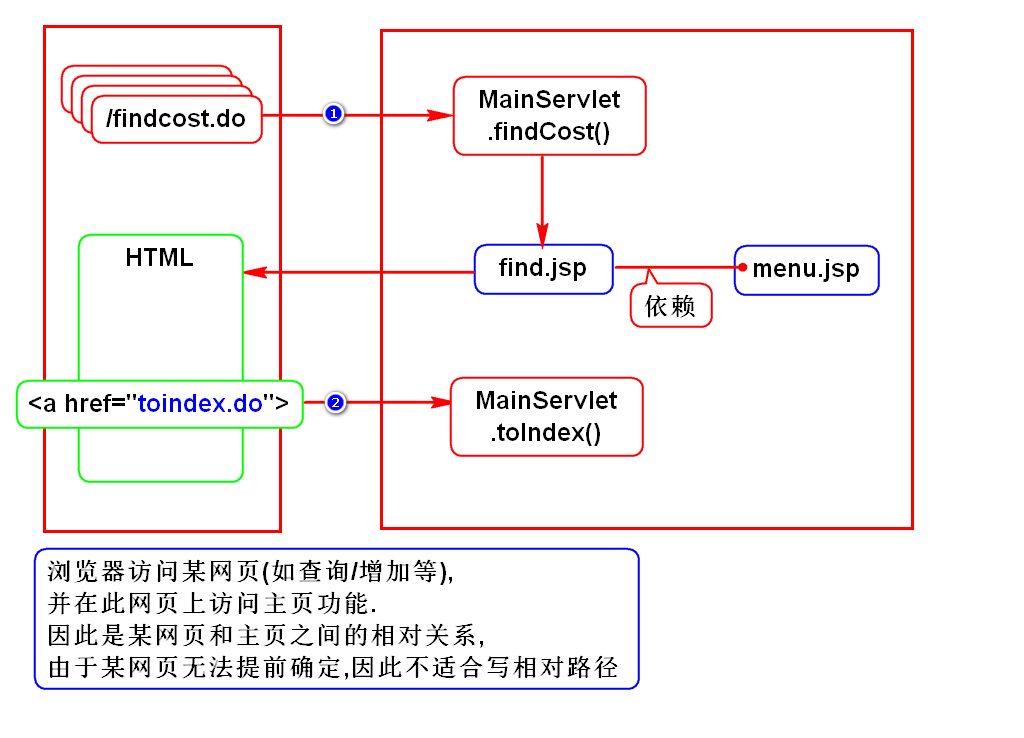 /findcost.do
1
MainServlet
.findCost()
HTML
find.jsp
menu.jsp
依赖
<a href="toindex.do">
2
MainServlet
.toIndex()
浏览器访问某网页(如查询/增加等),
并在此网页上访问主页功能.
因此是某网页和主页之间的相对关系,
由于某网页无法提前确定,因此不适合写相对路径